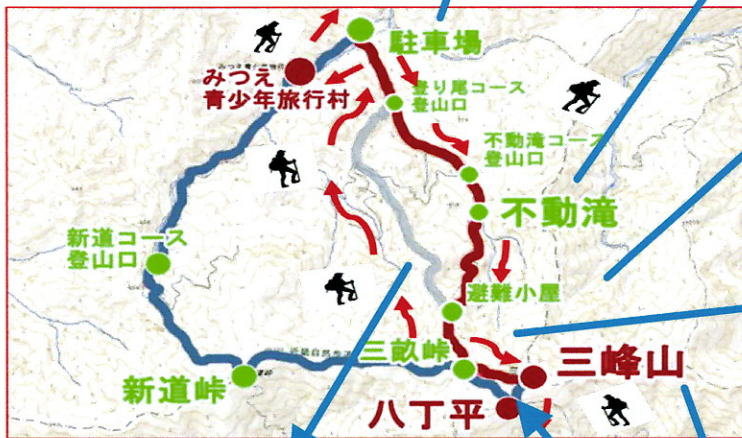 駐車場
みつえ
青少年旅行村
登り尾コース
登山口
不動滝コース
登山口
不動滝
新道コース
登山口
避難小屋
三畝峠
三峰山
新道峠
八丁平